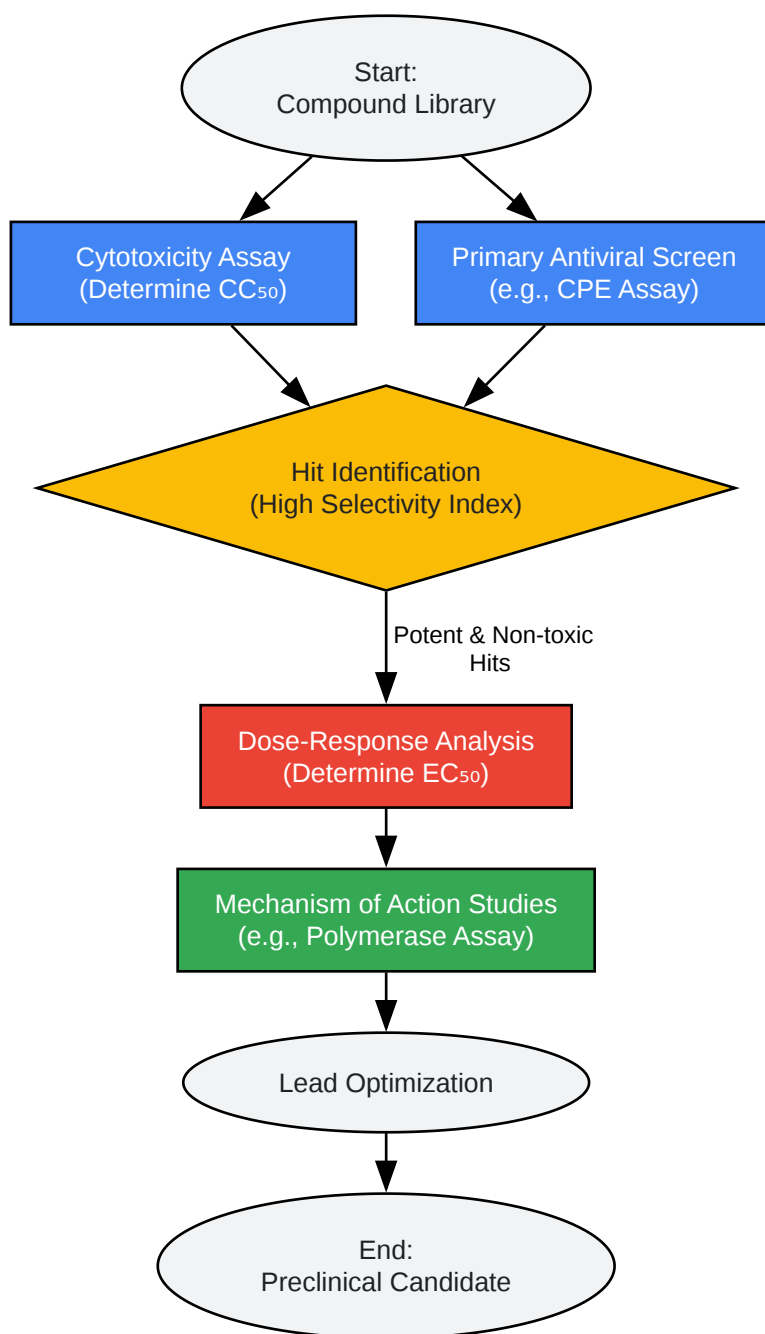 Start:
Compound Library
Cytotoxicity Assay
(Determine CC₅₀)
Primary Antiviral Screen
(e.g., CPE Assay)
Hit Identification
(High Selectivity Index)
Potent & Non-toxic
Hits
Dose-Response Analysis
(Determine EC₅₀)
Mechanism of Action Studies
(e.g., Polymerase Assay)
Lead Optimization
End:
Preclinical Candidate